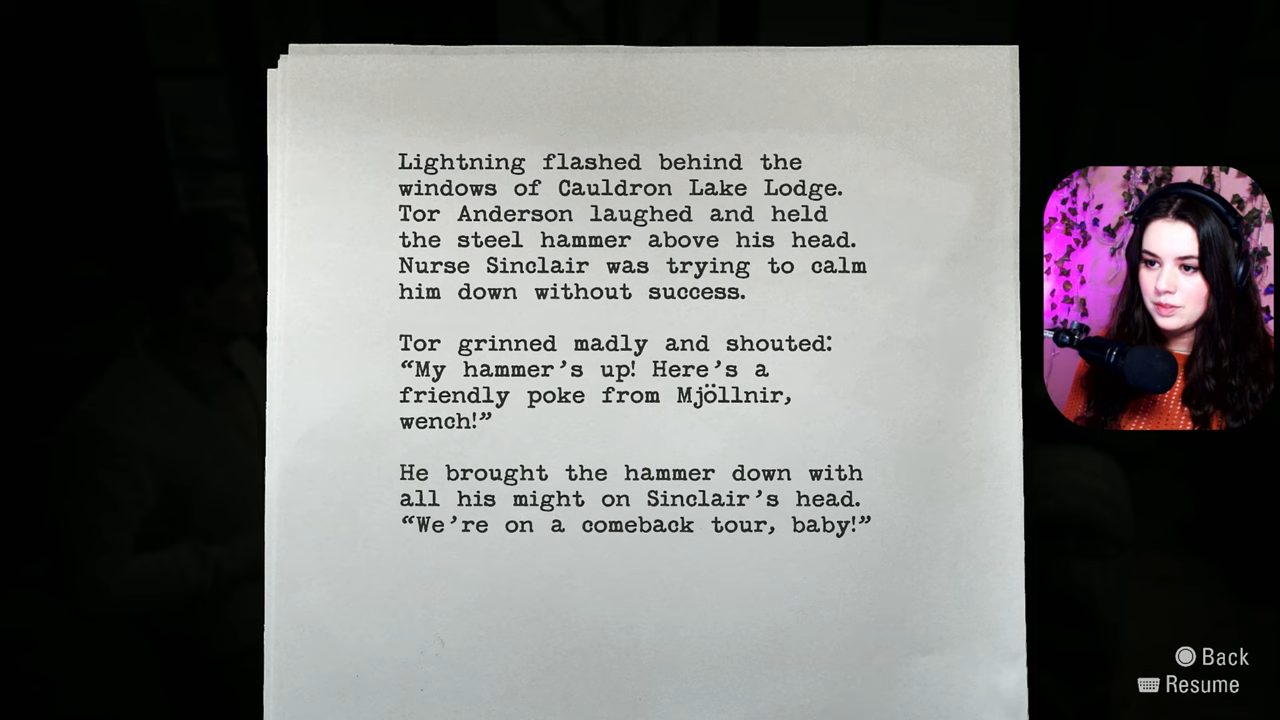 Lightning flashed behind the
windows of Cauldron Lake Lodge.
Tor Anderson laughed and held
the steel hammer above his head.
Nurse Sinclair was trying to calm
him down without success.
Tor grinned madly and shouted:
“My hammer’s up! Here’s a
friendly poke from Mjöllnir,
wench!”
He brought the hammer down with
all his might on Sinclair’s head.
“We’re on a comeback tour, baby!”
Back
Resume